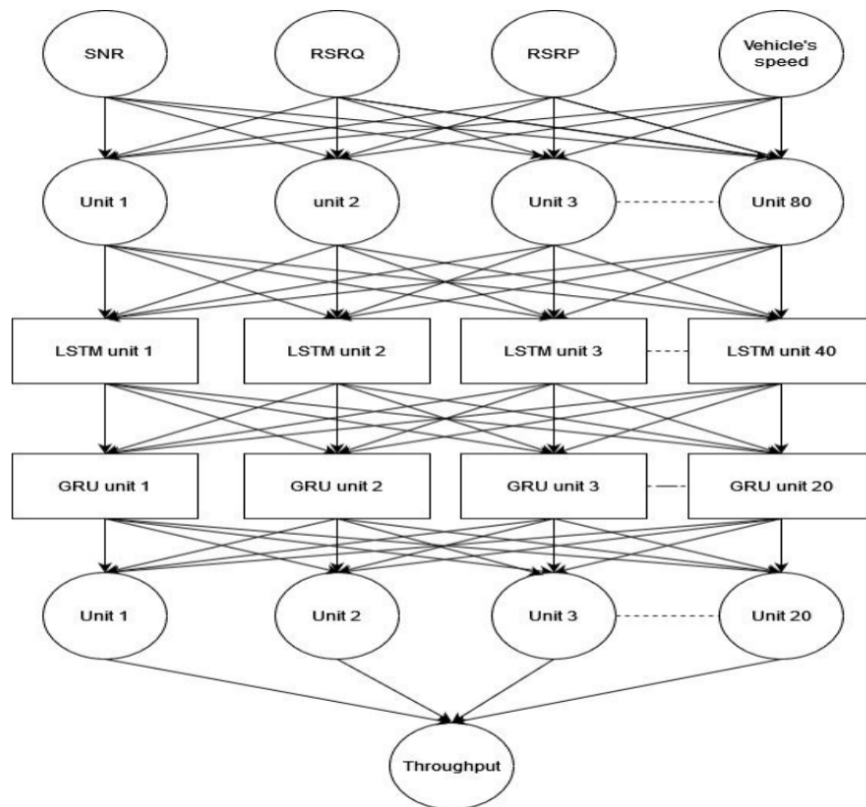 SNR
RSRQ
RSRP
Vehicle's
speed
Unit 1
unit 2
Unit 3
Unit 80
LSTM unit 1
LSTM unit 2
LSTM unit 3
LSTM unit 40
GRU unit 1
GRU unit 2
GRU unit 3
GRU unit 20
Unit 1
Unit 2
Unit 3
Unit 20
Throughput